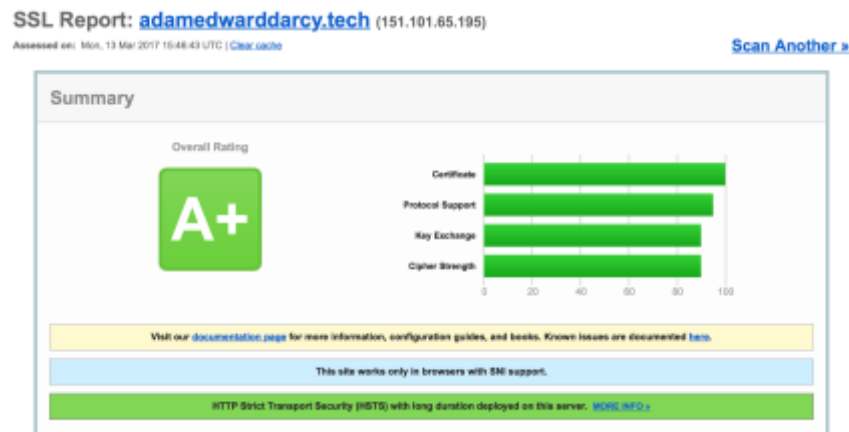 SSL Report: adamedwarddarcy.tech (151.101.65.195)
Assessed on: Mon, 13 Mar 2017 15:48:43 UTC | Clear cache
Scan Another »
Summary
Overall Rating
A+
Certificate
Protocol Support
Key Exchange
Cipher Strength
0 20 40 60 80 100
Visit our documentation page for more information, configuration guides, and books. Known issues are documented here.
This site works only in browsers with SNI support.
HTTP Strict Transport Security (HSTS) with long duration deployed on this server. MORE INFO »